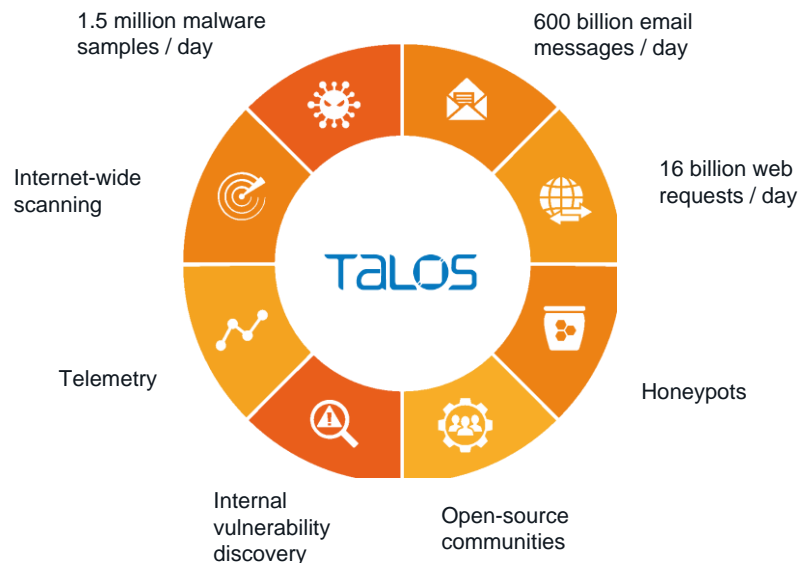 1.5 million malware
samples / day
600 billion email
messages / day
Internet-wide
scanning
16 billion web
requests / day
TALOS
Telemetry
Honeypots
Internal
vulnerability
discovery
Open-source
communities